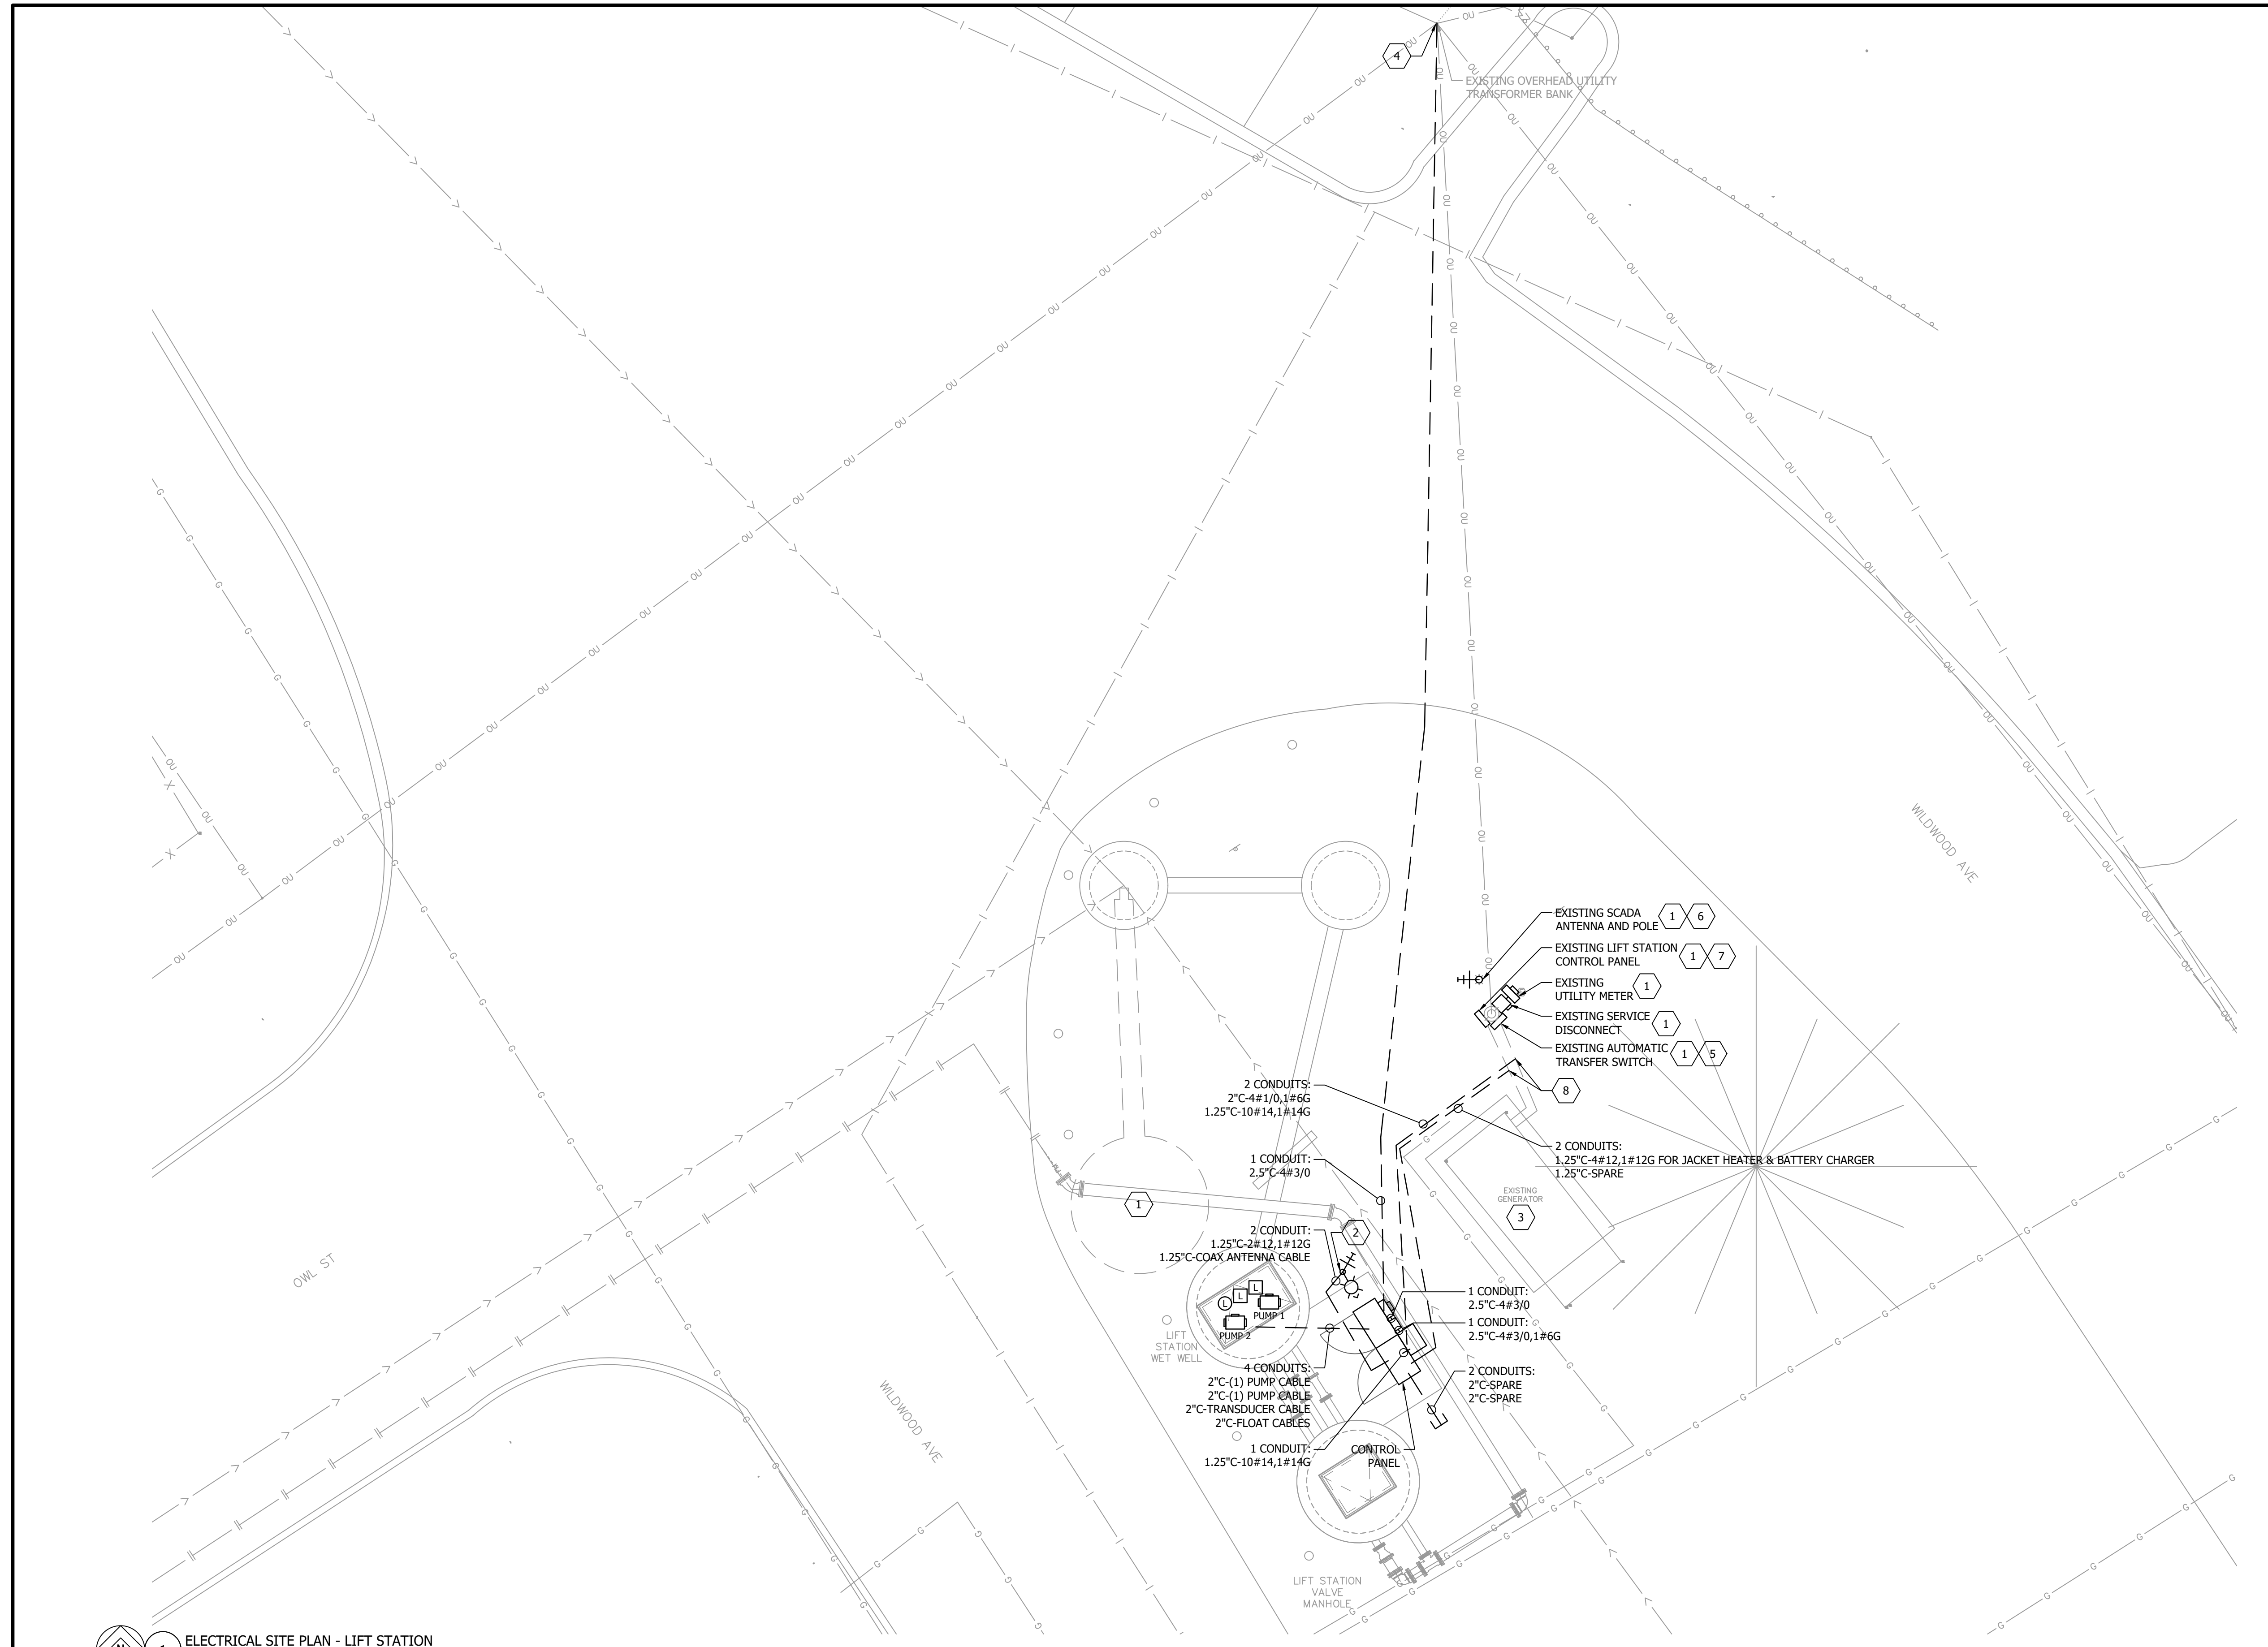 4
EXISTING OVERHEAD UTILITY
TRANSFORMER BANK
EXISTING SCADA
ANTENNA AND POLE
1
6
EXISTING LIFT STATION
CONTROL PANEL
1
7
EXISTING
UTILITY METER
1
EXISTING SERVICE
DISCONNECT
1
EXISTING AUTOMATIC
TRANSFER SWITCH
1
5
8
WILDWOOD AVE
2 CONDUITS:
2"C-4#1/0,1#6G
1.25"C-10#14,1#14G
2 CONDUITS:
1.25"C-4#12,1#12G FOR JACKET HEATER & BATTERY CHARGER
1.25"C-SPARE
1 CONDUIT:
2.5"C-4#3/0
EXISTING
GENERATOR
3
1
2 CONDUIT:
1.25"C-2#12,1#12G
1.25"C-COAX ANTENNA CABLE
2
OWL ST
L
L
L
PUMP 1
PUMP 2
LIFT
STATION
WET WELL
1 CONDUIT:
2.5"C-4#3/0
1 CONDUIT:
2.5"C-4#3/0,1#6G
4 CONDUITS:
2"C-(1) PUMP CABLE
2"C-(1) PUMP CABLE
2"C-TRANSDUCER CABLE
2"C-FLOAT CABLES
2 CONDUITS:
2"C-SPARE
2"C-SPARE
WILDWOOD AVE
1 CONDUIT:
1.25"C-10#14,1#14G
CONTROL
PANEL
LIFT STATION
VALVE
MANHOLE
ELECTRICAL SITE PLAN - LIFT STATION